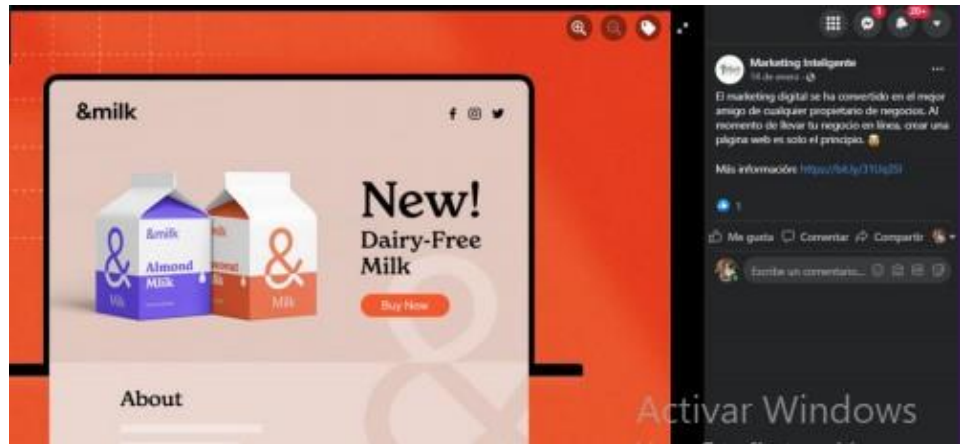 &milk
New!
Dairy-Free
Milk
Buy Now
&milk
Almond
Milk
&
Milk
&
Milk
About
1
20+
Marketing Inteligente
14 de enero
El marketing digital se ha convertido en el mejor
amigo de cualquier propietario de negocios. Al
momento de llevar tu negocio en línea, crear una
página web es solo el principio.
Más información:
1
Me gusta Comentar Compartir
Escribe un comentario...
Activar Windows